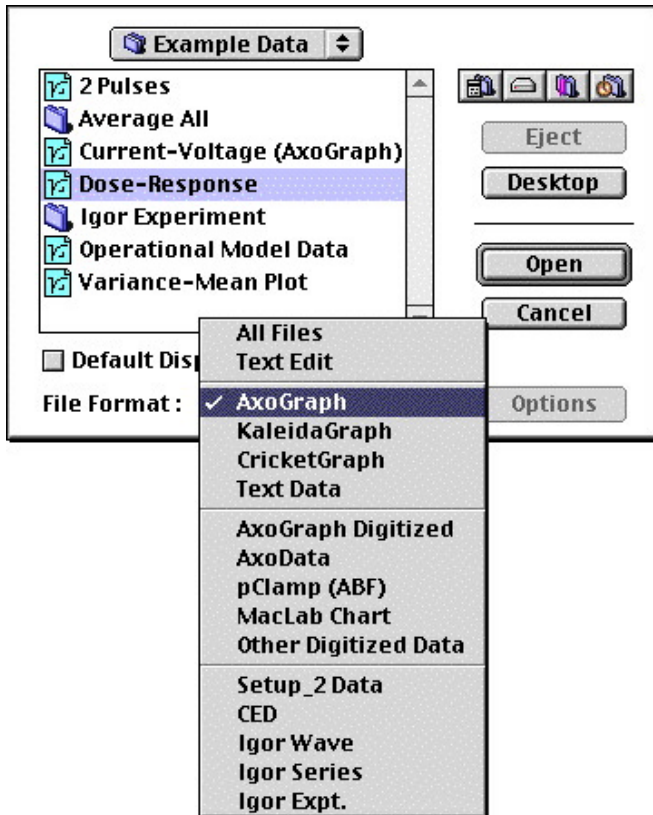 Example Data
2 Pulses
Average All
Current-Voltage (AxoGraph)
Dose-Response
Igor Experiment
Operational Model Data
Variance-Mean Plot
Eject
Desktop
Open
Cancel
Default Disp
File Format :
Options
All Files
Text Edit
✓ AxoGraph
KaleidaGraph
CricketGraph
Text Data
AxoGraph Digitized
AxoData
pClamp (ABF)
MacLab Chart
Other Digitized Data
Setup_2 Data
CED
Igor Wave
Igor Series
Igor Expt.